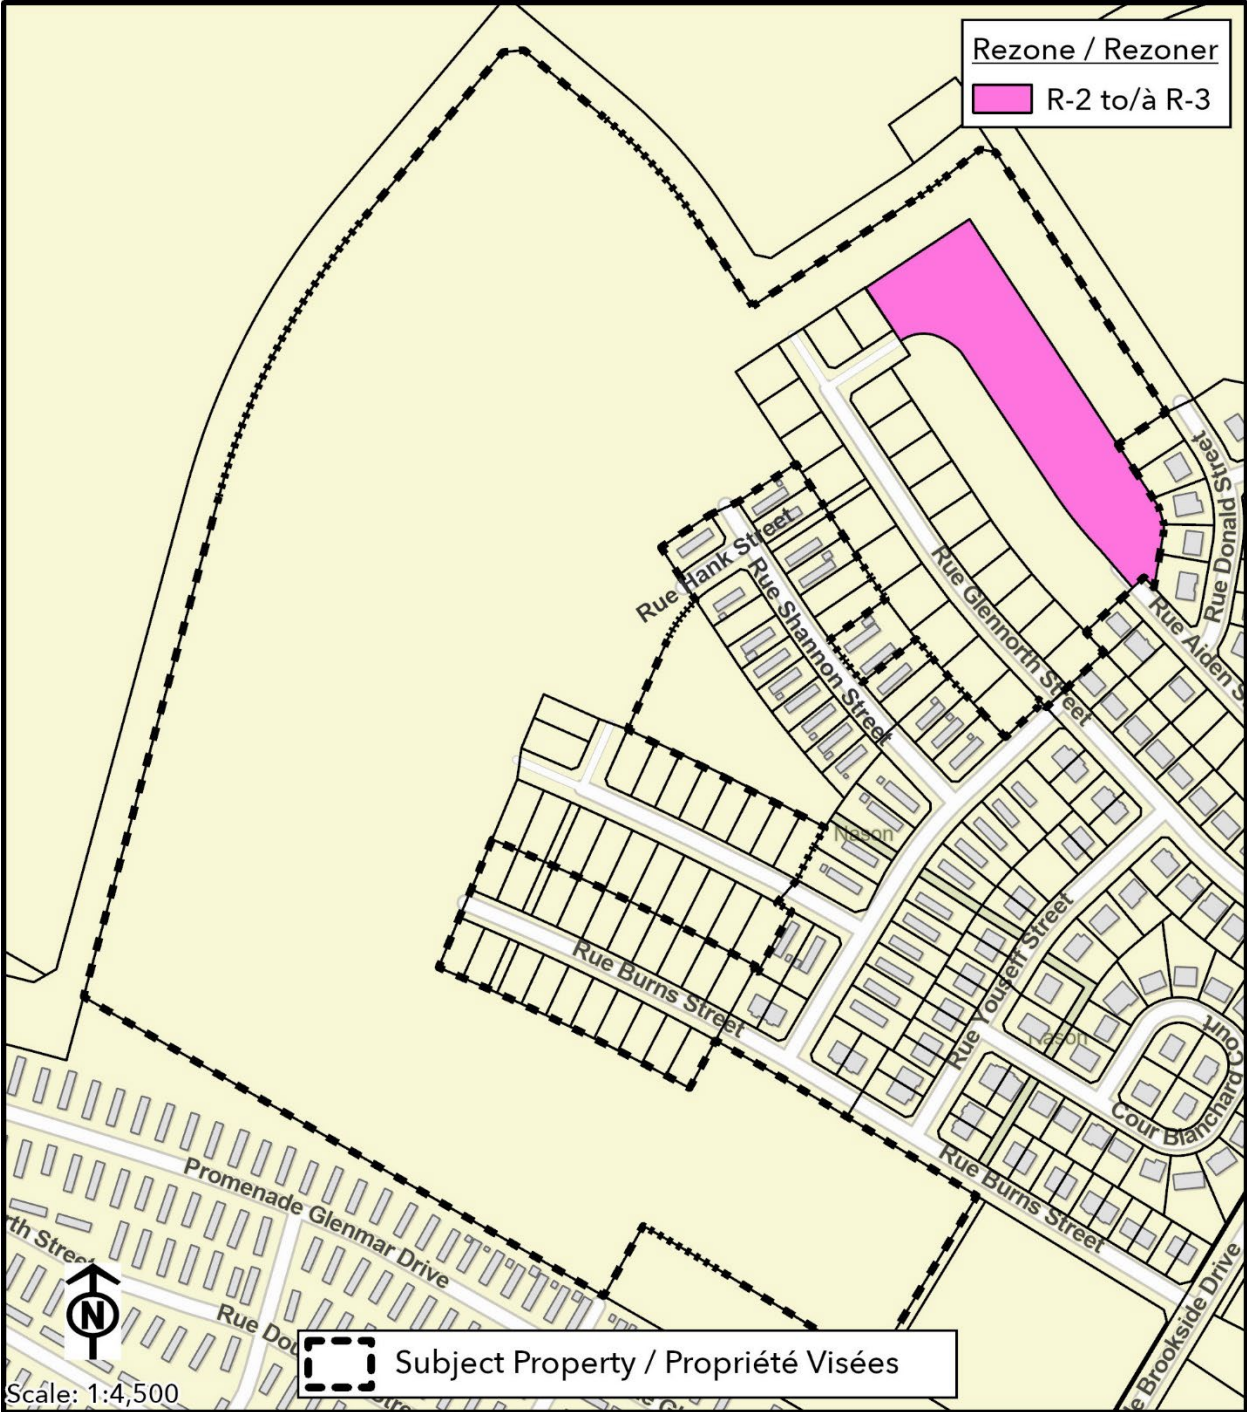 Rezone / Rezoner
R-2 to/à R-3
Rue Donald Street
Rue Hank Street
Rue Shannon Street
Rue Glennorth Street
Rue Aiden S
Nason
Rue Burns Street
Rue Youseff Street
Nason
Court
Cour Blanchard
Rue Burns Street
Promenade Glenmar Drive
rth Street
Rue Dou
Brookside Drive
N
Subject Property / Propriété Visées
Scale: 1:4,500